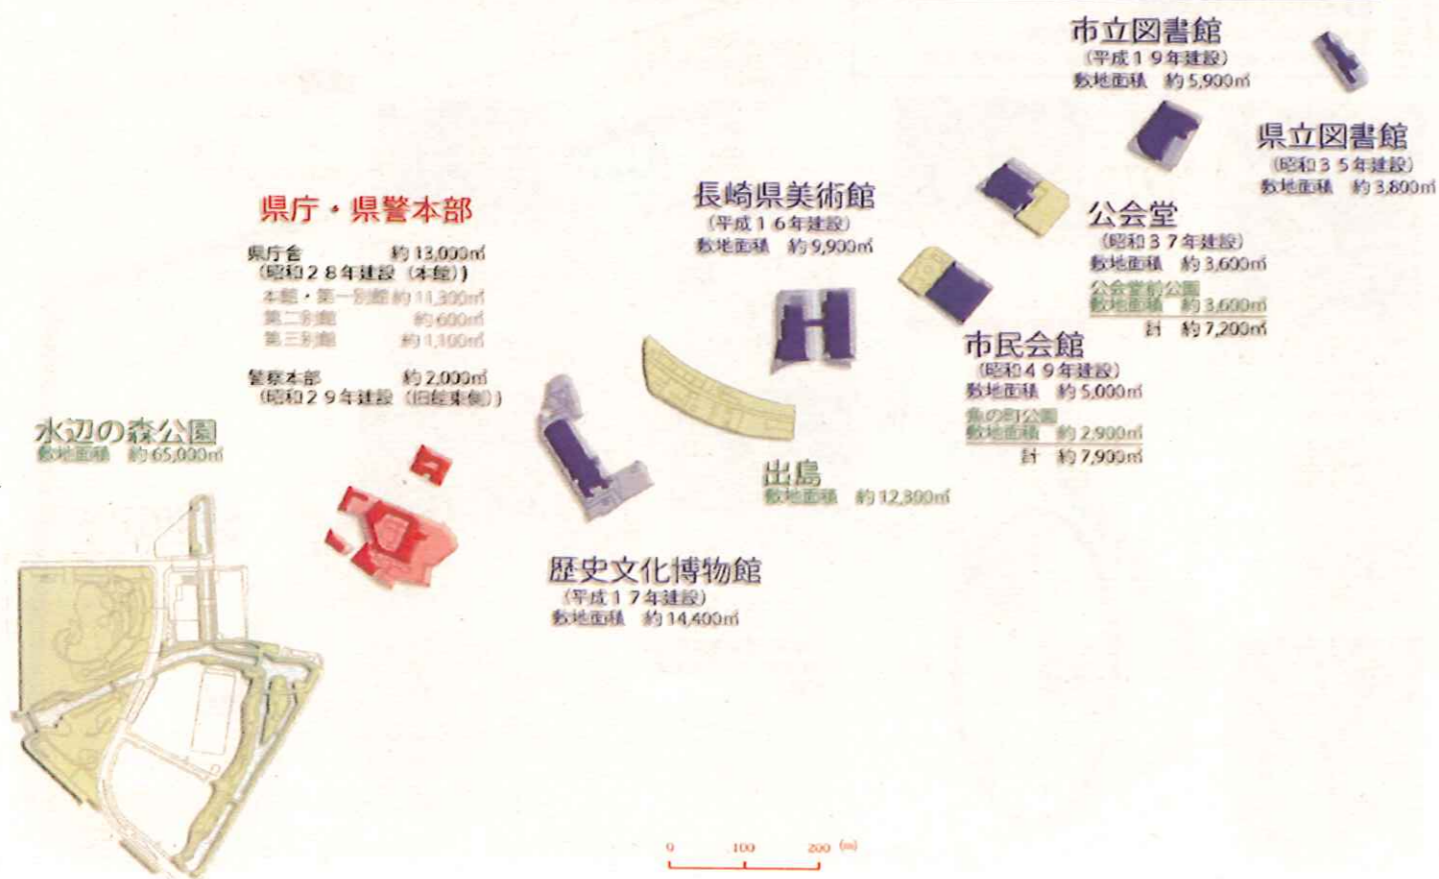 市立図書館
(平成19年建設)
敷地面積 約5,900㎡
県立図書館
(昭和35年建設)
敷地面積 約3,800㎡
長崎県美術館
(平成16年建設)
敷地面積 約9,900㎡
公会堂
(昭和37年建設)
敷地面積 約3,600㎡
公会堂前公園
敷地面積 約3,600㎡
計 約7,200㎡
県庁・県警本部
県庁舎 約13,000㎡
(昭和28年建設(本館))
本館・第一別館 約11,300㎡
第二別館 約600㎡
第三別館 約1,100㎡
警察本部 約2,000㎡
(昭和29年建設(旧館東側))
市民会館
(昭和49年建設)
敷地面積 約5,000㎡
魚の町公園
敷地面積 約2,900㎡
計 約7,900㎡
水辺の森公園
敷地面積 約65,000㎡
出島
敷地面積 約12,300㎡
歴史文化博物館
(平成17年建設)
敷地面積 約14,400㎡
0 100 200 (m)